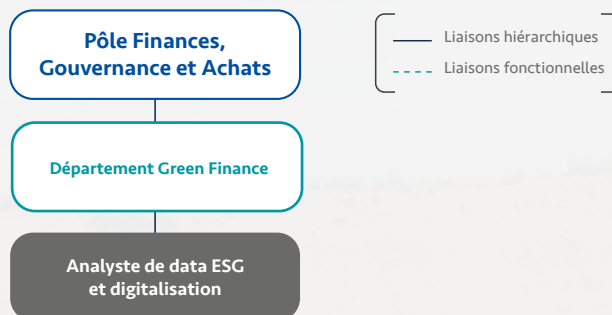 Pôle Finances,
Gouvernance et Achats
Liaisons hiérarchiques
Liaisons fonctionnelles
Département Green Finance
Analyste de data ESG
et digitalisation